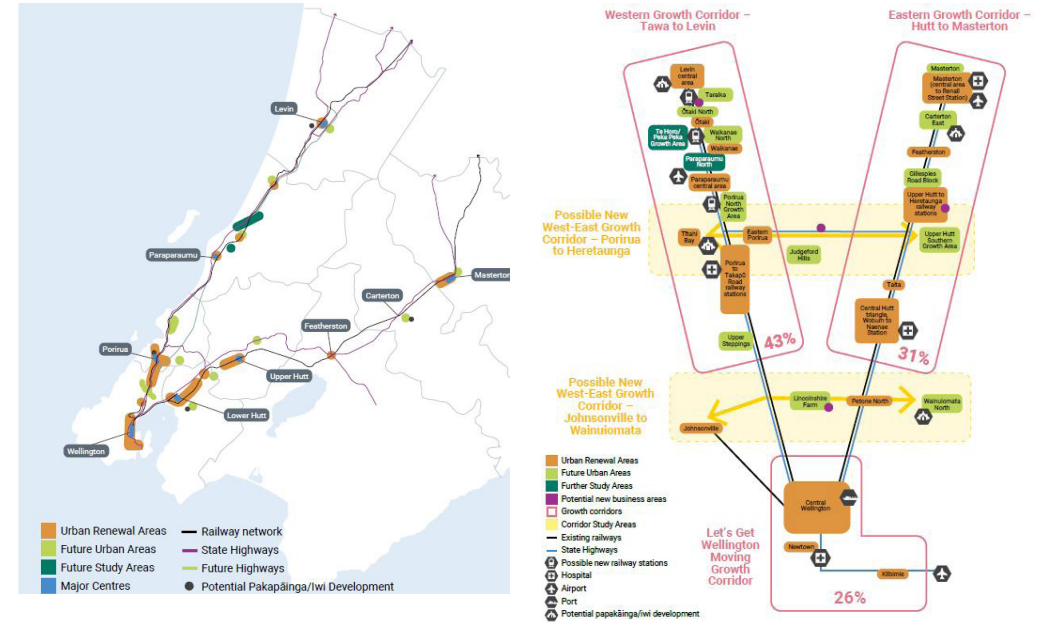 Levin
Paraparaumu
Masterton
Carterton
Featherston
Porirua
Upper Hutt
Lower Hutt
Wellington
Urban Renewal Areas
Future Urban Areas
Future Study Areas
Major Centres
Railway network
State Highways
Future Highways
Potential Pakapāinga/Iwi Development
Western Growth Corridor –
Tawa to Levin
Eastern Growth Corridor –
Hutt to Masterton
Levin
central
area
Taraika
Ōtaki North
Ōtaki
Te Horo/
Peka Peka
Growth Area
Waikanae
North
Waikanae
Paraparaumu
North
Paraparaumu
central area
Porirua
North
Growth
Area
Masterton
Masterton
(central area
to Renall
Street Station)
Carterton
East
Featherston
Gillespies
Road Block
Upper Hutt to
Heretaunga
railway
stations
Possible New
West-East Growth
Corridor – Porirua
to Heretaunga
Titahi
Bay
Eastern
Porirua
Judgeford
Hills
Upper Hutt
Southern
Growth Area
Porirua
to
Takapū
Road
railway
stations
Taita
Central Hutt
triangle,
Woburn to
Naenae
Station
Upper
Steppings
43%
31%
Possible New
West-East Growth
Corridor –
Johnsonville to
Wainuiomata
Lincolnshire
Farm
Petone North
Wainuiomata
North
Johnsonville
Urban Renewal Areas
Future Urban Areas
Further Study Areas
Potential new business areas
Growth corridors
Corridor Study Areas
Existing railways
State Highways
Possible new railway stations
Hospital
Airport
Port
Potential papakāinga/iwi development
Central
Wellington
Let's Get
Wellington
Moving
Growth
Corridor
Newtown
Kilbirnie
26%